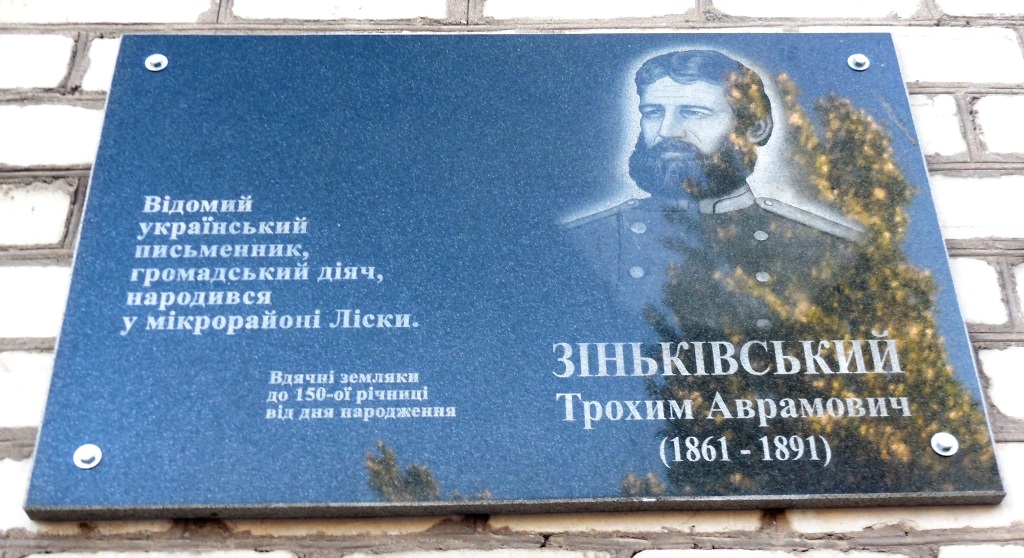 Відомий
український
письменник,
громадський діяч,
народився
у мікрорайоні Ліски.
Вдячні земляки
до 150-ої річниці
від дня народження
ЗІНЬКІВСЬКИЙ
Трохим Аврамович
(1861 - 1891)